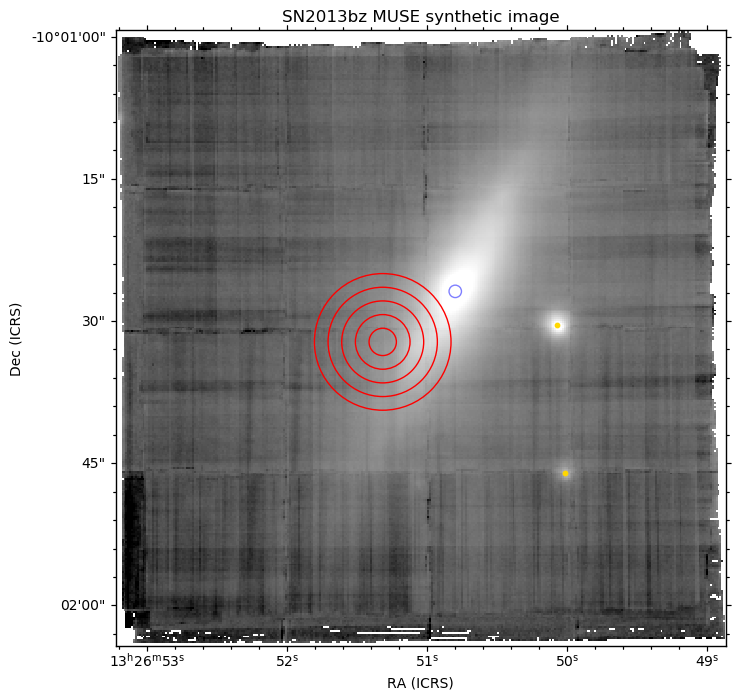 SN2013bz MUSE synthetic image
-10°01'00"
15"
30"
45"
02'00"
Dec (ICRS)
13ʰ26ᵐ53ˢ
52ˢ
51ˢ
50ˢ
49ˢ
RA (ICRS)